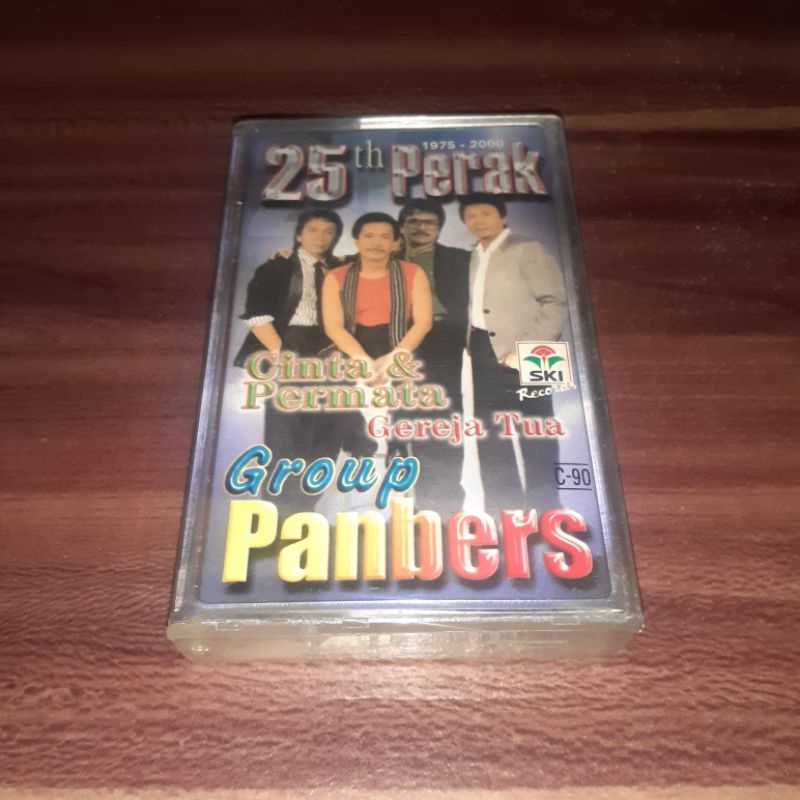 1975 - 2000
25th Perak
Cinta &
Permata
SKI
Records
Gereja Tua
Group
C-90
Panbers